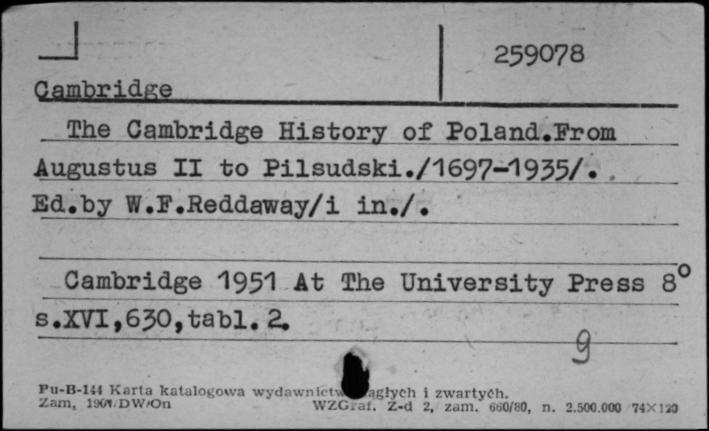 259078
Cambridge
The Cambridge History of Poland.From
Augustus II to Pilsudski./1697-1935/.
Ed.by W.F.Reddaway/i in./.
Cambridge 1951 At The University Press 8°
s.XVI,630,tabl.2.
9
Pu-B-144 Karta katalogowa wydawnictw ciągłych i zwartych.
Zam. DW/On WZGraf. Z-d 2, zam. 660/80, n. 2.500.000 74×120